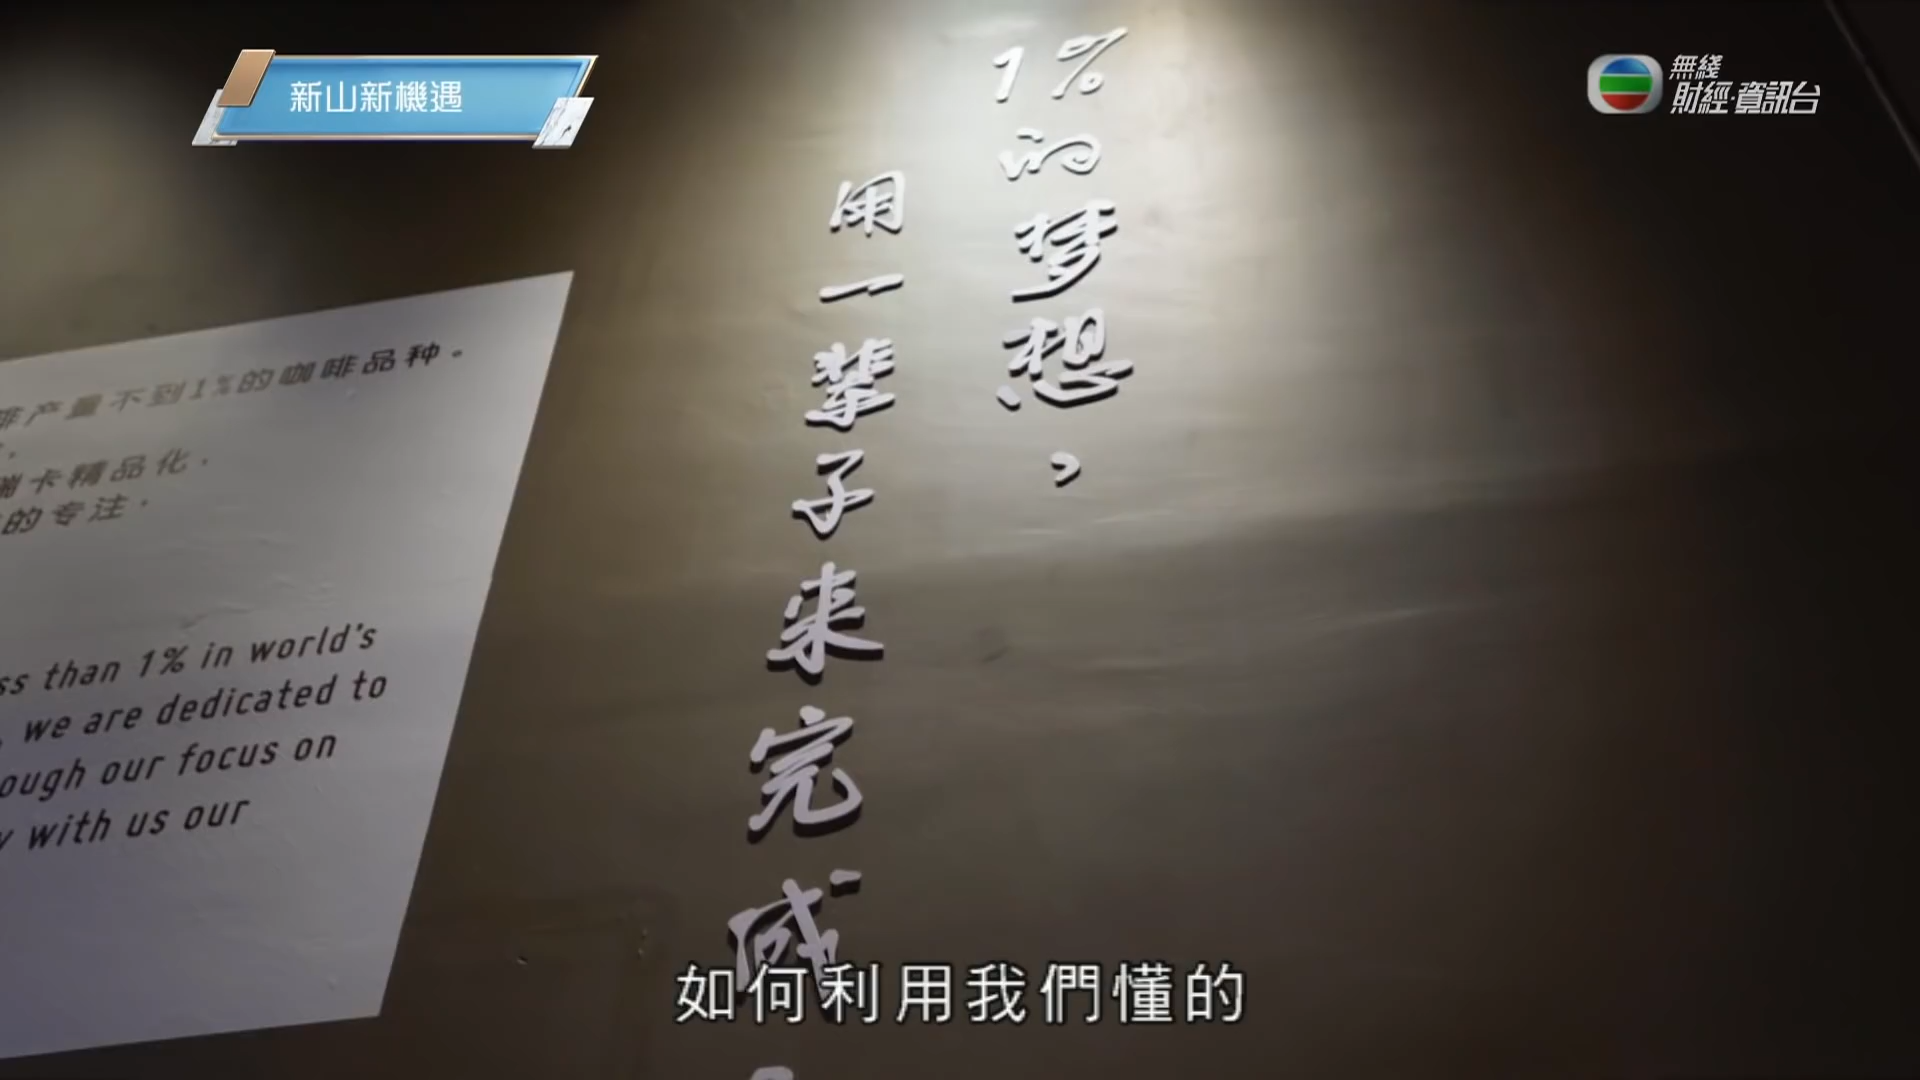 新山新機遇
無綫
財經·資訊台
1%的梦想，
用一辈子来完成
啡产量不到1%的咖啡品种。
瑞卡精品化.
的专注.
ss than 1% in world's
, we are dedicated to
ough our focus on
y with us our
如何利用我們懂的